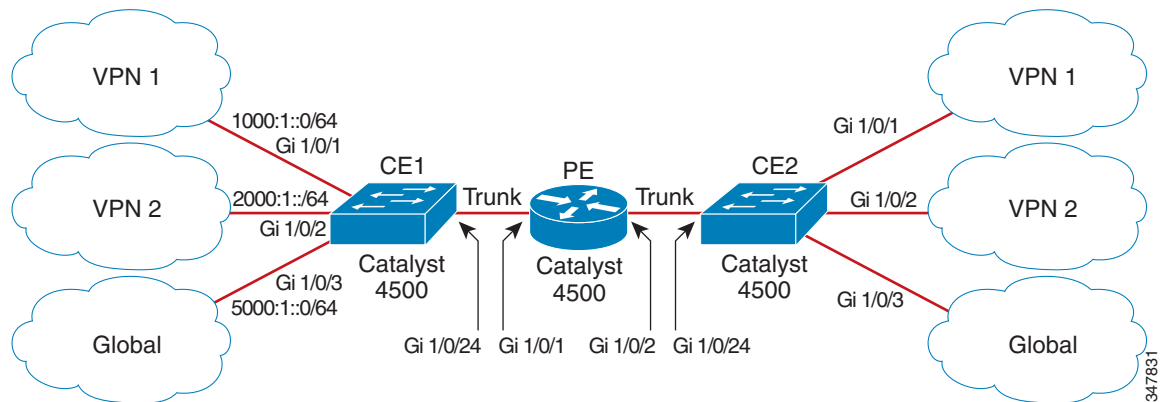 VPN 1
1000:1::0/64
Gi 1/0/1
VPN 2
2000:1::/64
Gi 1/0/2
Global
Gi 1/0/3
5000:1::0/64
CE1
Catalyst
4500
Trunk
PE
Catalyst
4500
Trunk
CE2
Catalyst
4500
Gi 1/0/24
Gi 1/0/1
Gi 1/0/2
Gi 1/0/24
Gi 1/0/1
VPN 1
Gi 1/0/2
VPN 2
Gi 1/0/3
Global
347831